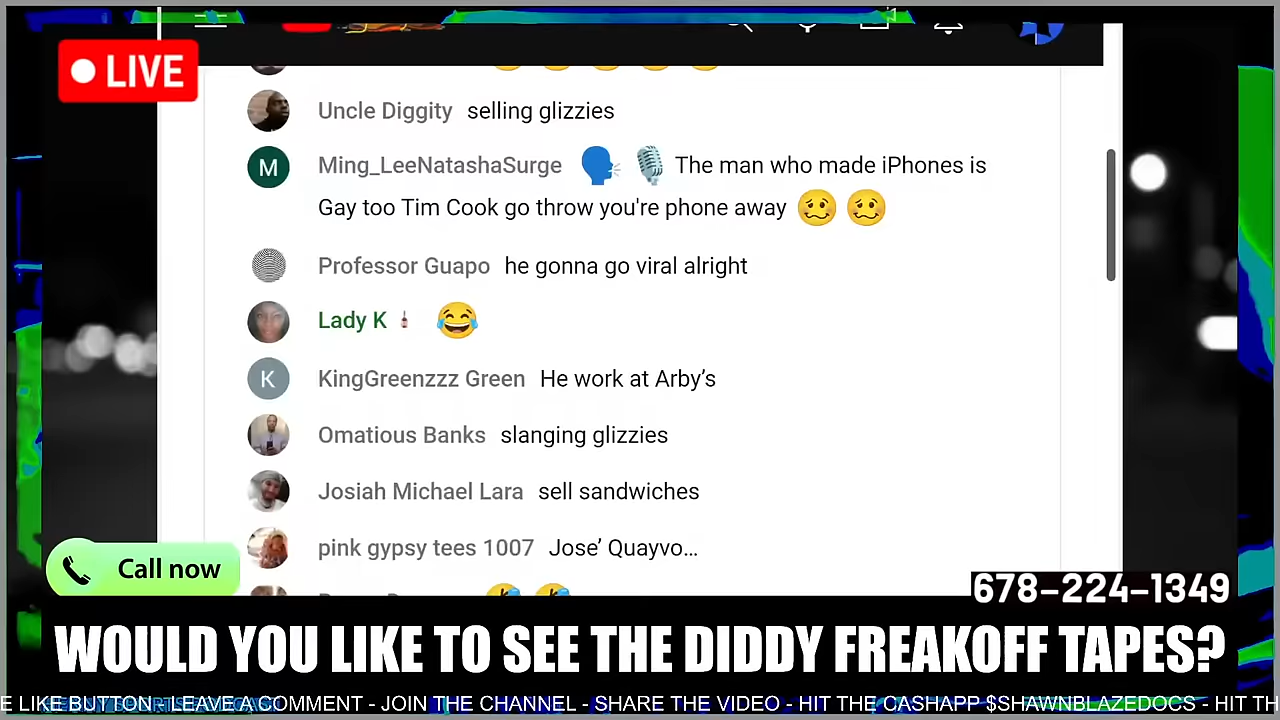 LIVE
Uncle Diggity selling glizzies
M Ming_LeeNatashaSurge 🗣️ 🎙️ The man who made iPhones is
Gay too Tim Cook go throw you're phone away 🥴 🥴
Professor Guapo he gonna go viral alright
Lady K 😂
K KingGreenzzz Green He work at Arby’s
Omatious Banks slanging glizzies
Josiah Michael Lara sell sandwiches
pink gypsy tees 1007 Jose’ Quayvo…
Call now
678-224-1349
WOULD YOU LIKE TO SEE THE DIDDY FREAKOFF TAPES?
E LIKE BUTTON - LEAVE A COMMENT - JOIN THE CHANNEL - SHARE THE VIDEO - HIT THE CASHAPP $SHAWNBLAZEDOCS - HIT TH